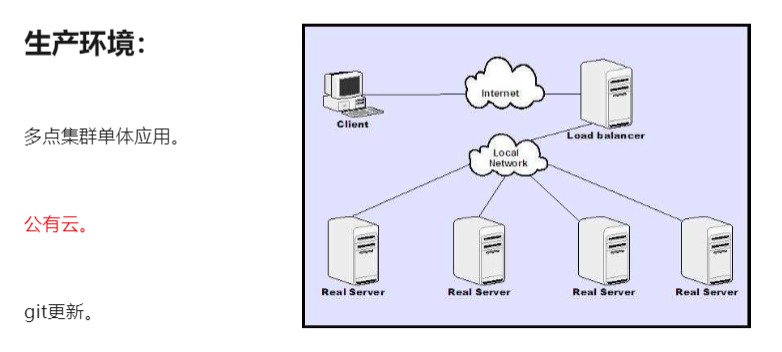 生产环境：
多点集群单体应用。
公有云。
git更新。
Internet
Client
Load balancer
Local
Network
Real Server
Real Server
Real Server
Real Server